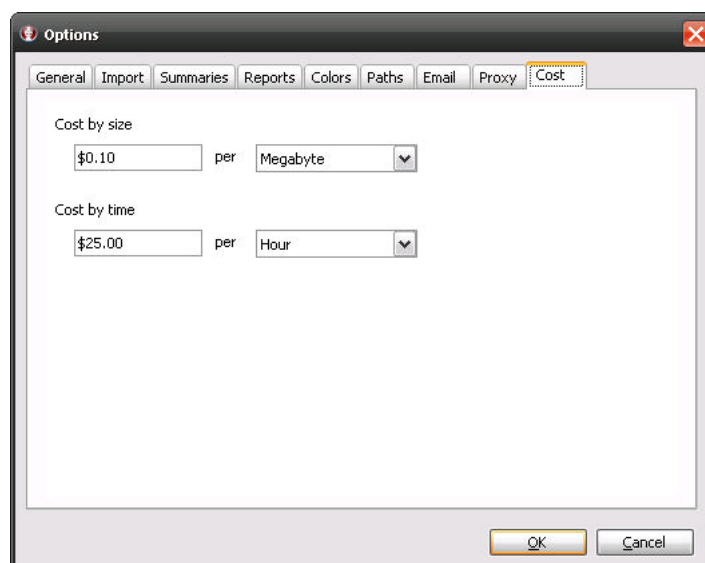 Options
General Import Summaries Reports Colors Paths Email Proxy Cost
Cost by size
$0.10 per Megabyte
Cost by time
$25.00 per Hour
OK Cancel